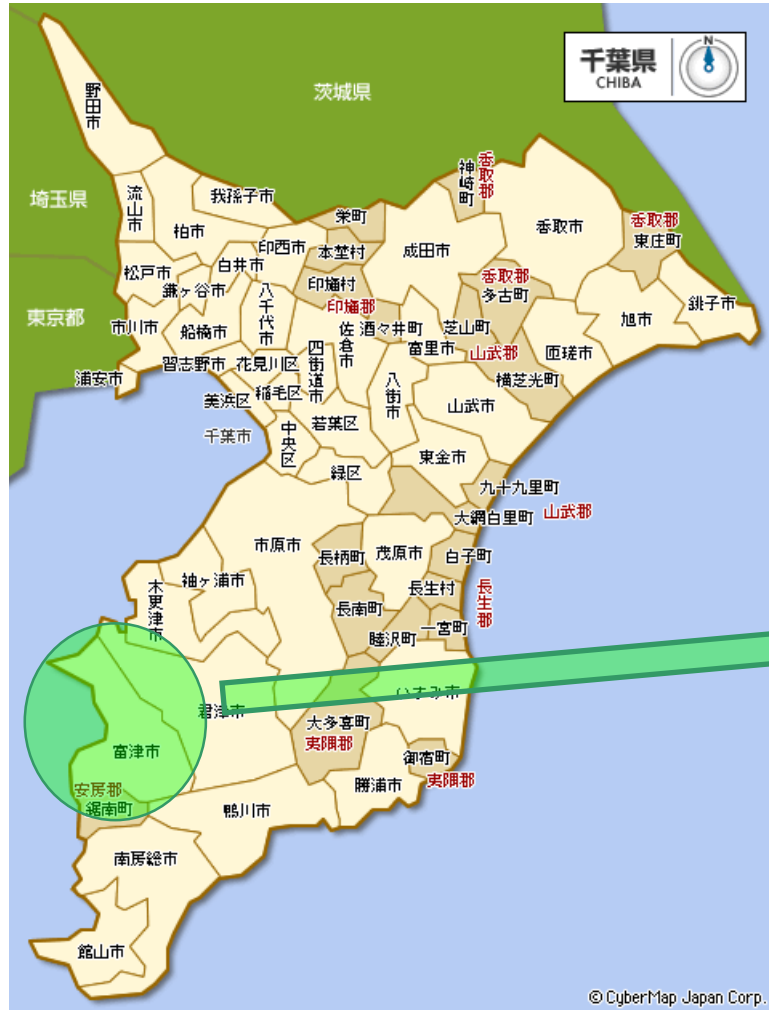 千葉県
CHIBA
N
茨城県
埼玉県
東京都
野田市
流山市
柏市
我孫子市
栄町
神崎町
香取郡
香取市
香取郡
東庄町
松戸市
鎌ヶ谷市
白井市
印西市
本埜村
成田市
印旛村
印旛郡
香取郡
多古町
銚子市
旭市
匝瑳市
市川市
船橋市
八千代市
佐倉市
酒々井町
芝山町
富里市
山武郡
横芝光町
浦安市
習志野市
花見川区
四街道市
八街市
山武市
美浜区
稲毛区
若葉区
千葉市
中央区
緑区
東金市
九十九里町
大網白里町
山武郡
市原市
長柄町
茂原市
白子町
袖ヶ浦市
木更津市
長南町
長生村
長生郡
一宮町
睦沢町
君津市
いすみ市
大多喜町
夷隅郡
富津市
御宿町
夷隅郡
勝浦市
安房郡
鋸南町
鴨川市
南房総市
館山市
© CyberMap Japan Corp.